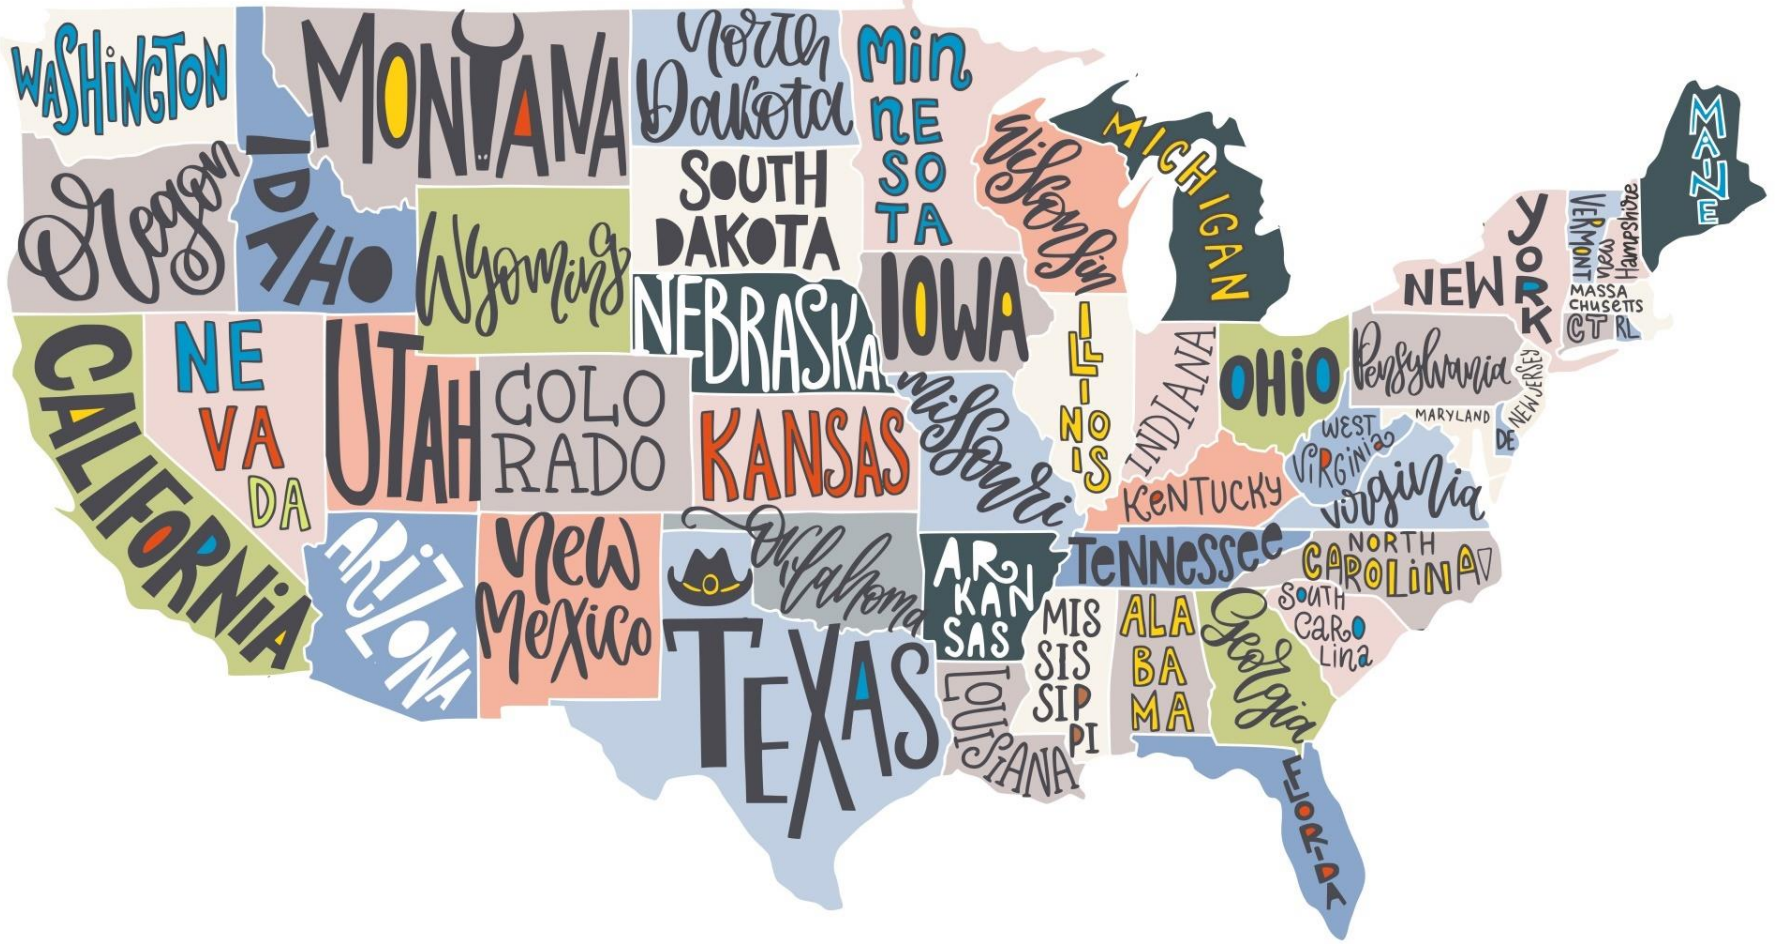 WASHiNGTON
Oregon
CALIFORNiA
IDAHO
NE
VA
DA
MONTANA
Wyoming
UTAH
COLO
RADO
ARiZONA
New
Mexico
North
Dakota
SOUTH
DAKOTA
NEBRASKA
KANSAS
Oklahoma
TEXAS
Min
nE
SO
TA
IOWA
Missouri
AR
KAN
SAS
LOUISIANA
Wisconsin
ILLINOIS
MICHIGAN
INDIANA
OHiO
KeNTUCKY
TeNNessee
MIS
SIS
SIP
PI
ALA
BA
MA
Georgia
FLORIDA
SOUTH
CaRO
Lina
NORTH
CAROLiNA
WEST
ViRGiNia
virginia
MARYLAND
DE
NEW JERSEY
Pensylvania
NEW
YORK
VERMONT
new
Hampshire
MASSA
CHUSETTS
CT
RL
MAINE